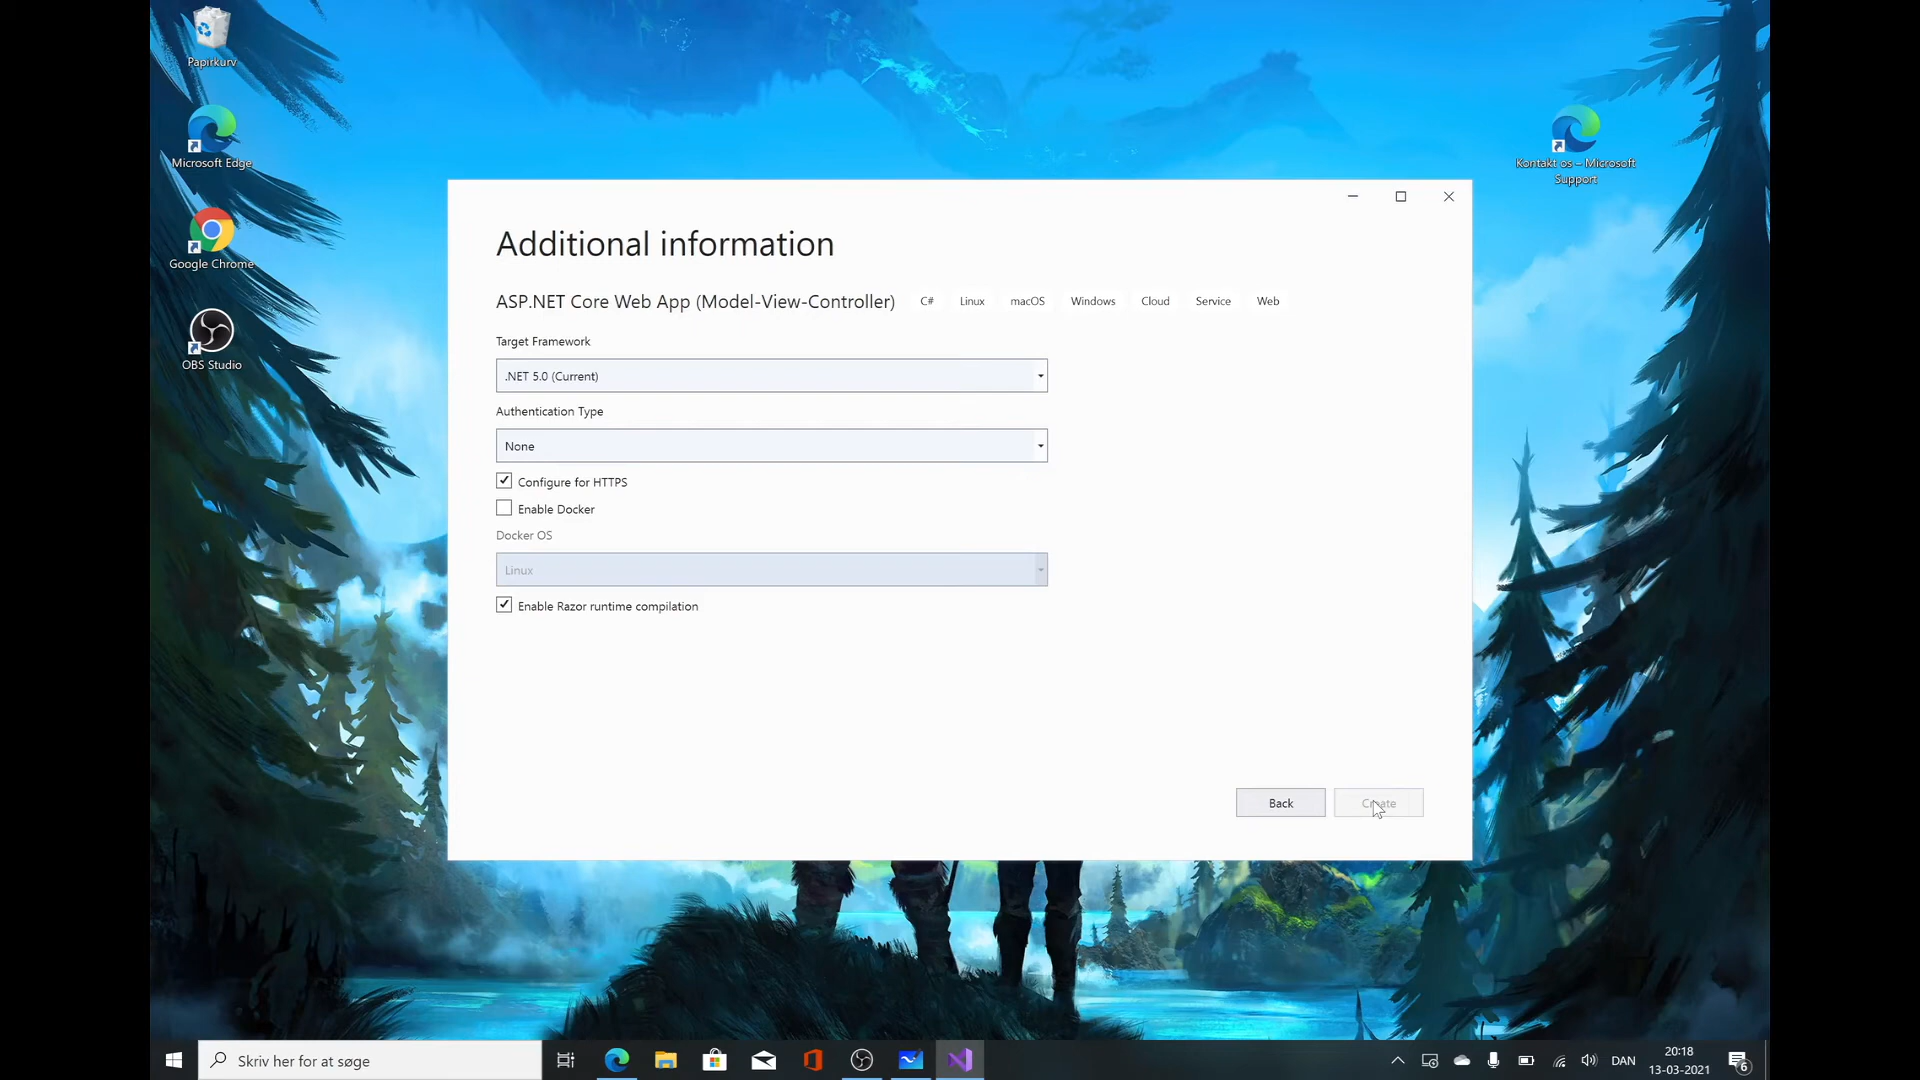 Papirkurv
Microsoft Edge
Google Chrome
OBS Studio
Kontakt os – Microsoft
Support
Additional information
ASP.NET Core Web App (Model-View-Controller) C# Linux macOS Windows Cloud Service Web
Target Framework
.NET 5.0 (Current)
Authentication Type
None
Configure for HTTPS
Enable Docker
Docker OS
Linux
Enable Razor runtime compilation
Back Create
Skriv her for at søge
DAN
20:18
13-03-2021
6